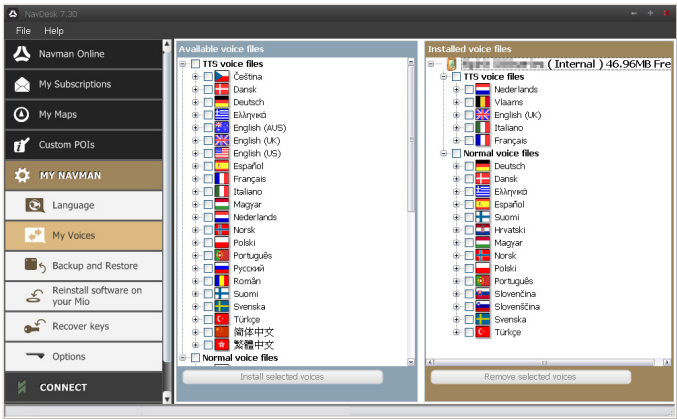 NavDesk 7.30
File Help
Navman Online
My Subscriptions
My Maps
Custom POIs
MY NAVMAN
Language
My Voices
Backup and Restore
Reinstall software on
your Mio
Recover keys
Options
CONNECT
Available voice files
TTS voice files
Čeština
Dansk
Deutsch
Ελληνικά
English (AUS)
English (UK)
English (US)
Español
Français
Italiano
Magyar
Nederlands
Norsk
Polski
Português
Русский
Român
Suomi
Svenska
Türkçe
简体中文
繁體中文
Normal voice files
Install selected voices
Installed voice files
( Internal ) 46.96MB Fre
TTS voice files
Nederlands
Vlaams
English (UK)
Italiano
Français
Normal voice files
Deutsch
Dansk
Ελληνικά
Español
Suomi
Hrvatski
Magyar
Norsk
Polski
Português
Slovenčina
Slovenščina
Svenska
Türkçe
Remove selected voices